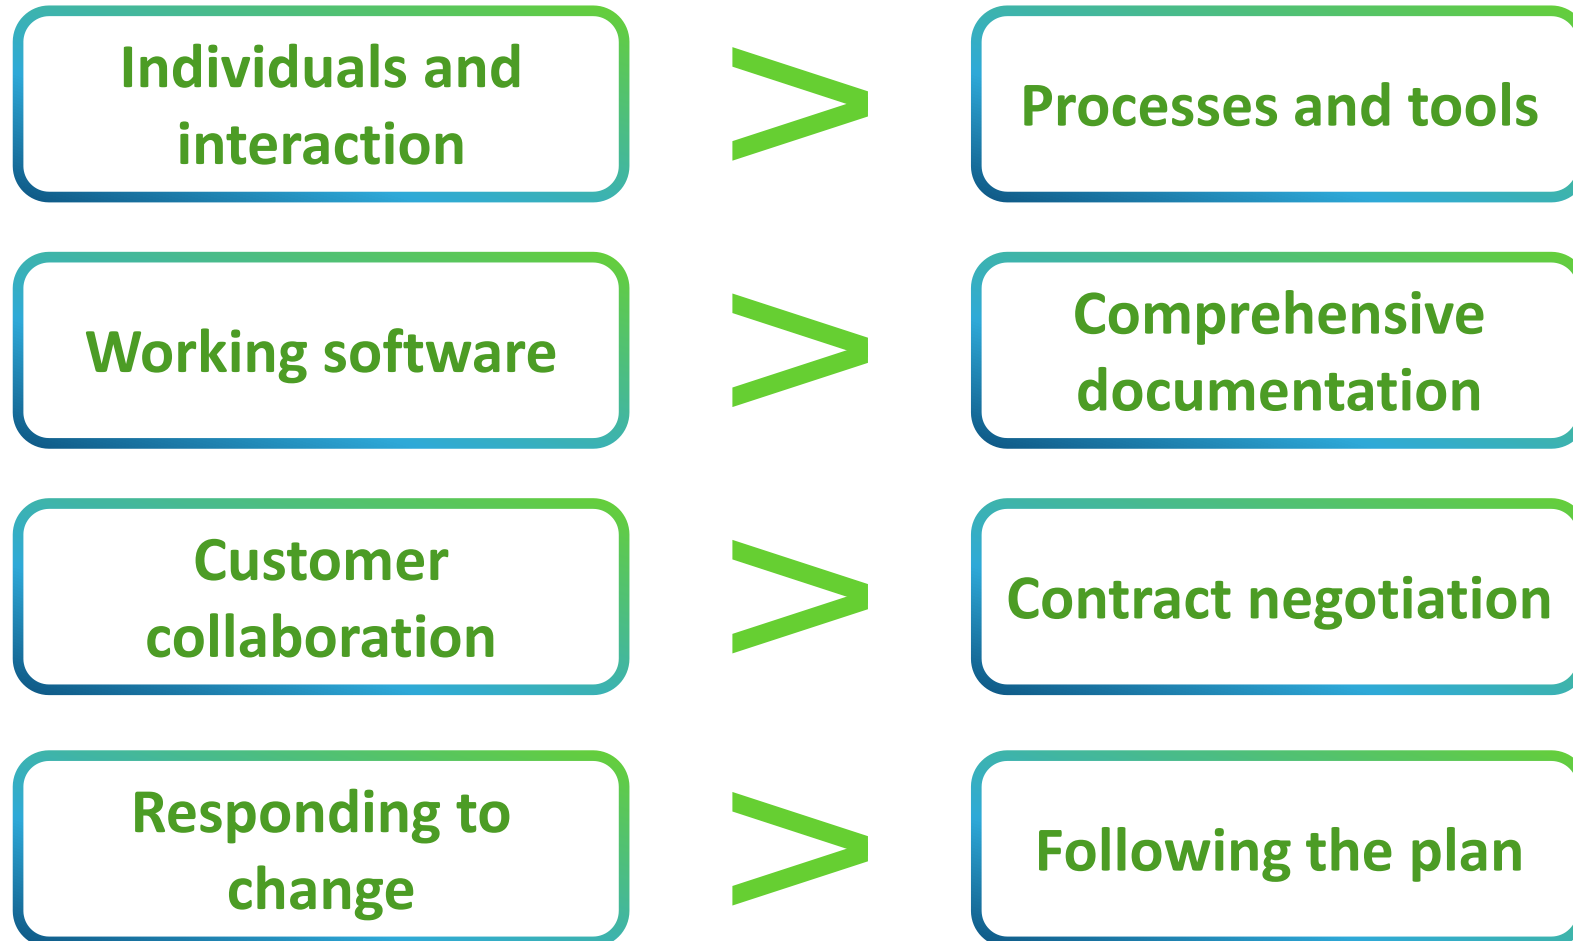 Individuals and
interaction
>
Processes and tools
Working software
>
Comprehensive
documentation
Customer
collaboration
>
Contract negotiation
Responding to
change
>
Following the plan